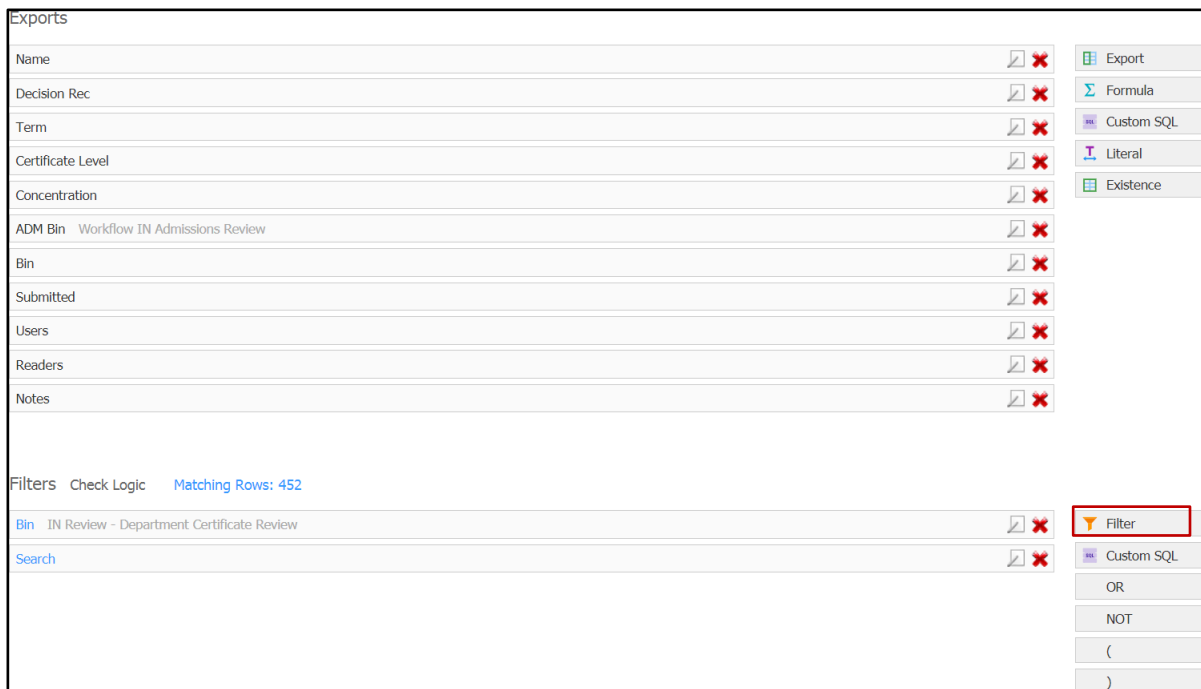 Exports
Name
Decision Rec
Term
Certificate Level
Concentration
ADM Bin Workflow IN Admissions Review
Bin
Submitted
Users
Readers
Notes
Export
Formula
SQL Custom SQL
T Literal
Existence
Filters Check Logic Matching Rows: 452
Bin IN Review - Department Certificate Review
Search
Filter
SQL Custom SQL
OR
NOT
(
)